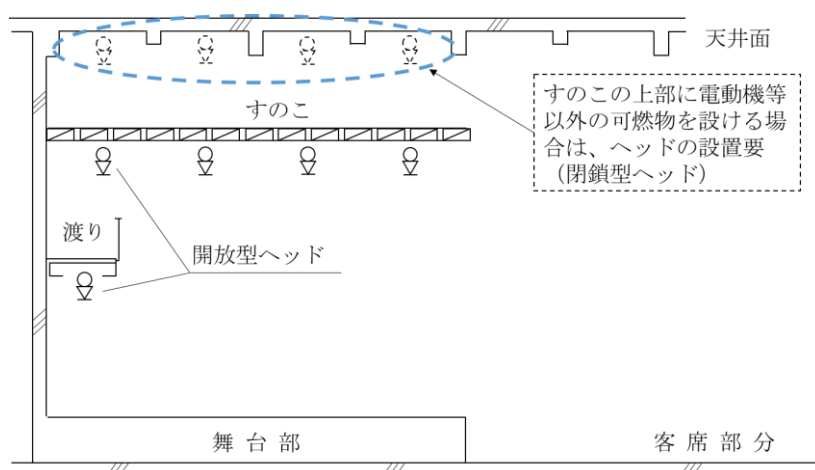 天井面
すのこの上部に電動機等
以外の可燃物を設ける場
合は、ヘッドの設置要
（閉鎖型ヘッド）
すのこ
渡り
開放型ヘッド
舞台部
客席部分